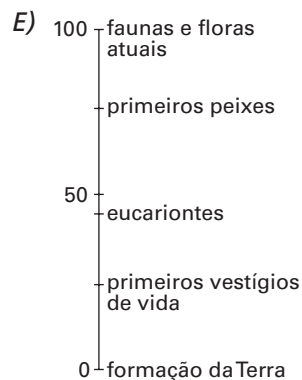 E)
100 faunas e floras
atuais
primeiros peixes
50
eucariontes
primeiros vestígios
de vida
0 formação da Terra